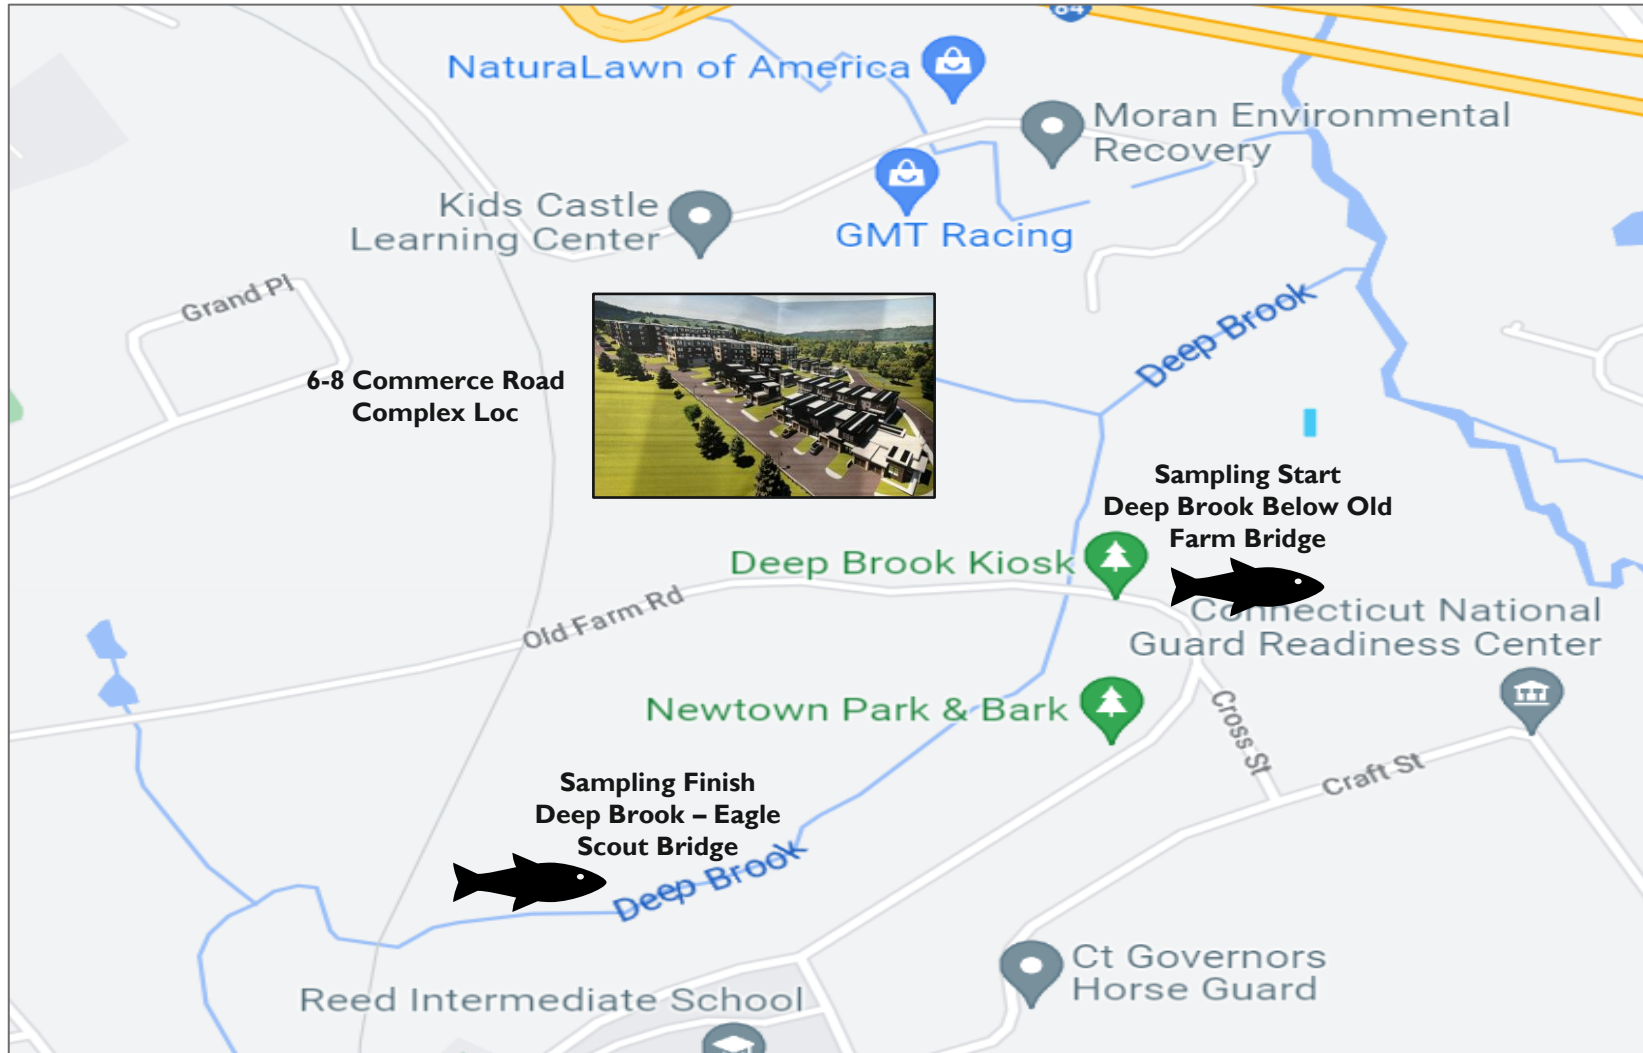 84
NaturaLawn of America
Moran Environmental
Recovery
Kids Castle
Learning Center
GMT Racing
Grand Pl
Deep Brook
6-8 Commerce Road
Complex Loc
Sampling Start
Deep Brook Below Old
Farm Bridge
Deep Brook Kiosk
Old Farm Rd
Connecticut National
Guard Readiness Center
Newtown Park & Bark
Cross St
Craft St
Sampling Finish
Deep Brook – Eagle
Scout Bridge
Deep Brook
Ct Governors
Horse Guard
Reed Intermediate School